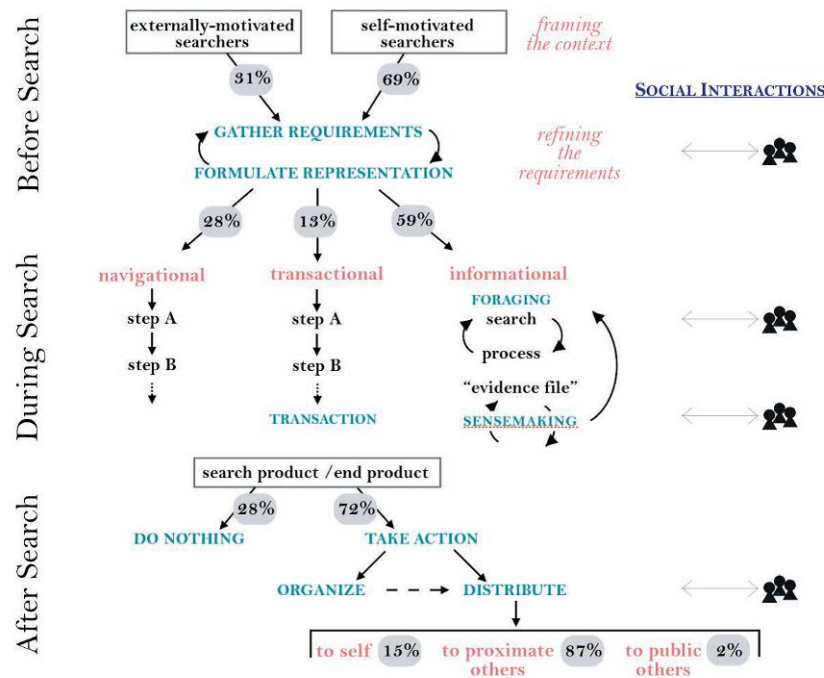 Before Search
externally-motivated
searchers
self-motivated
searchers
framing
the context
31%
69%
SOCIAL INTERACTIONS
GATHER REQUIREMENTS
FORMULATE REPRESENTATION
refining
the
requirements
28%
13%
59%
During Search
navigational
transactional
informational
FORAGING
step A
step A
search
step B
step B
process
"evidence file"
TRANSACTION
SENSEMAKING
After Search
search product /end product
28%
72%
DO NOTHING
TAKE ACTION
ORGANIZE
DISTRIBUTE
to self 15%
to proximate
others
87%
to public
others
2%